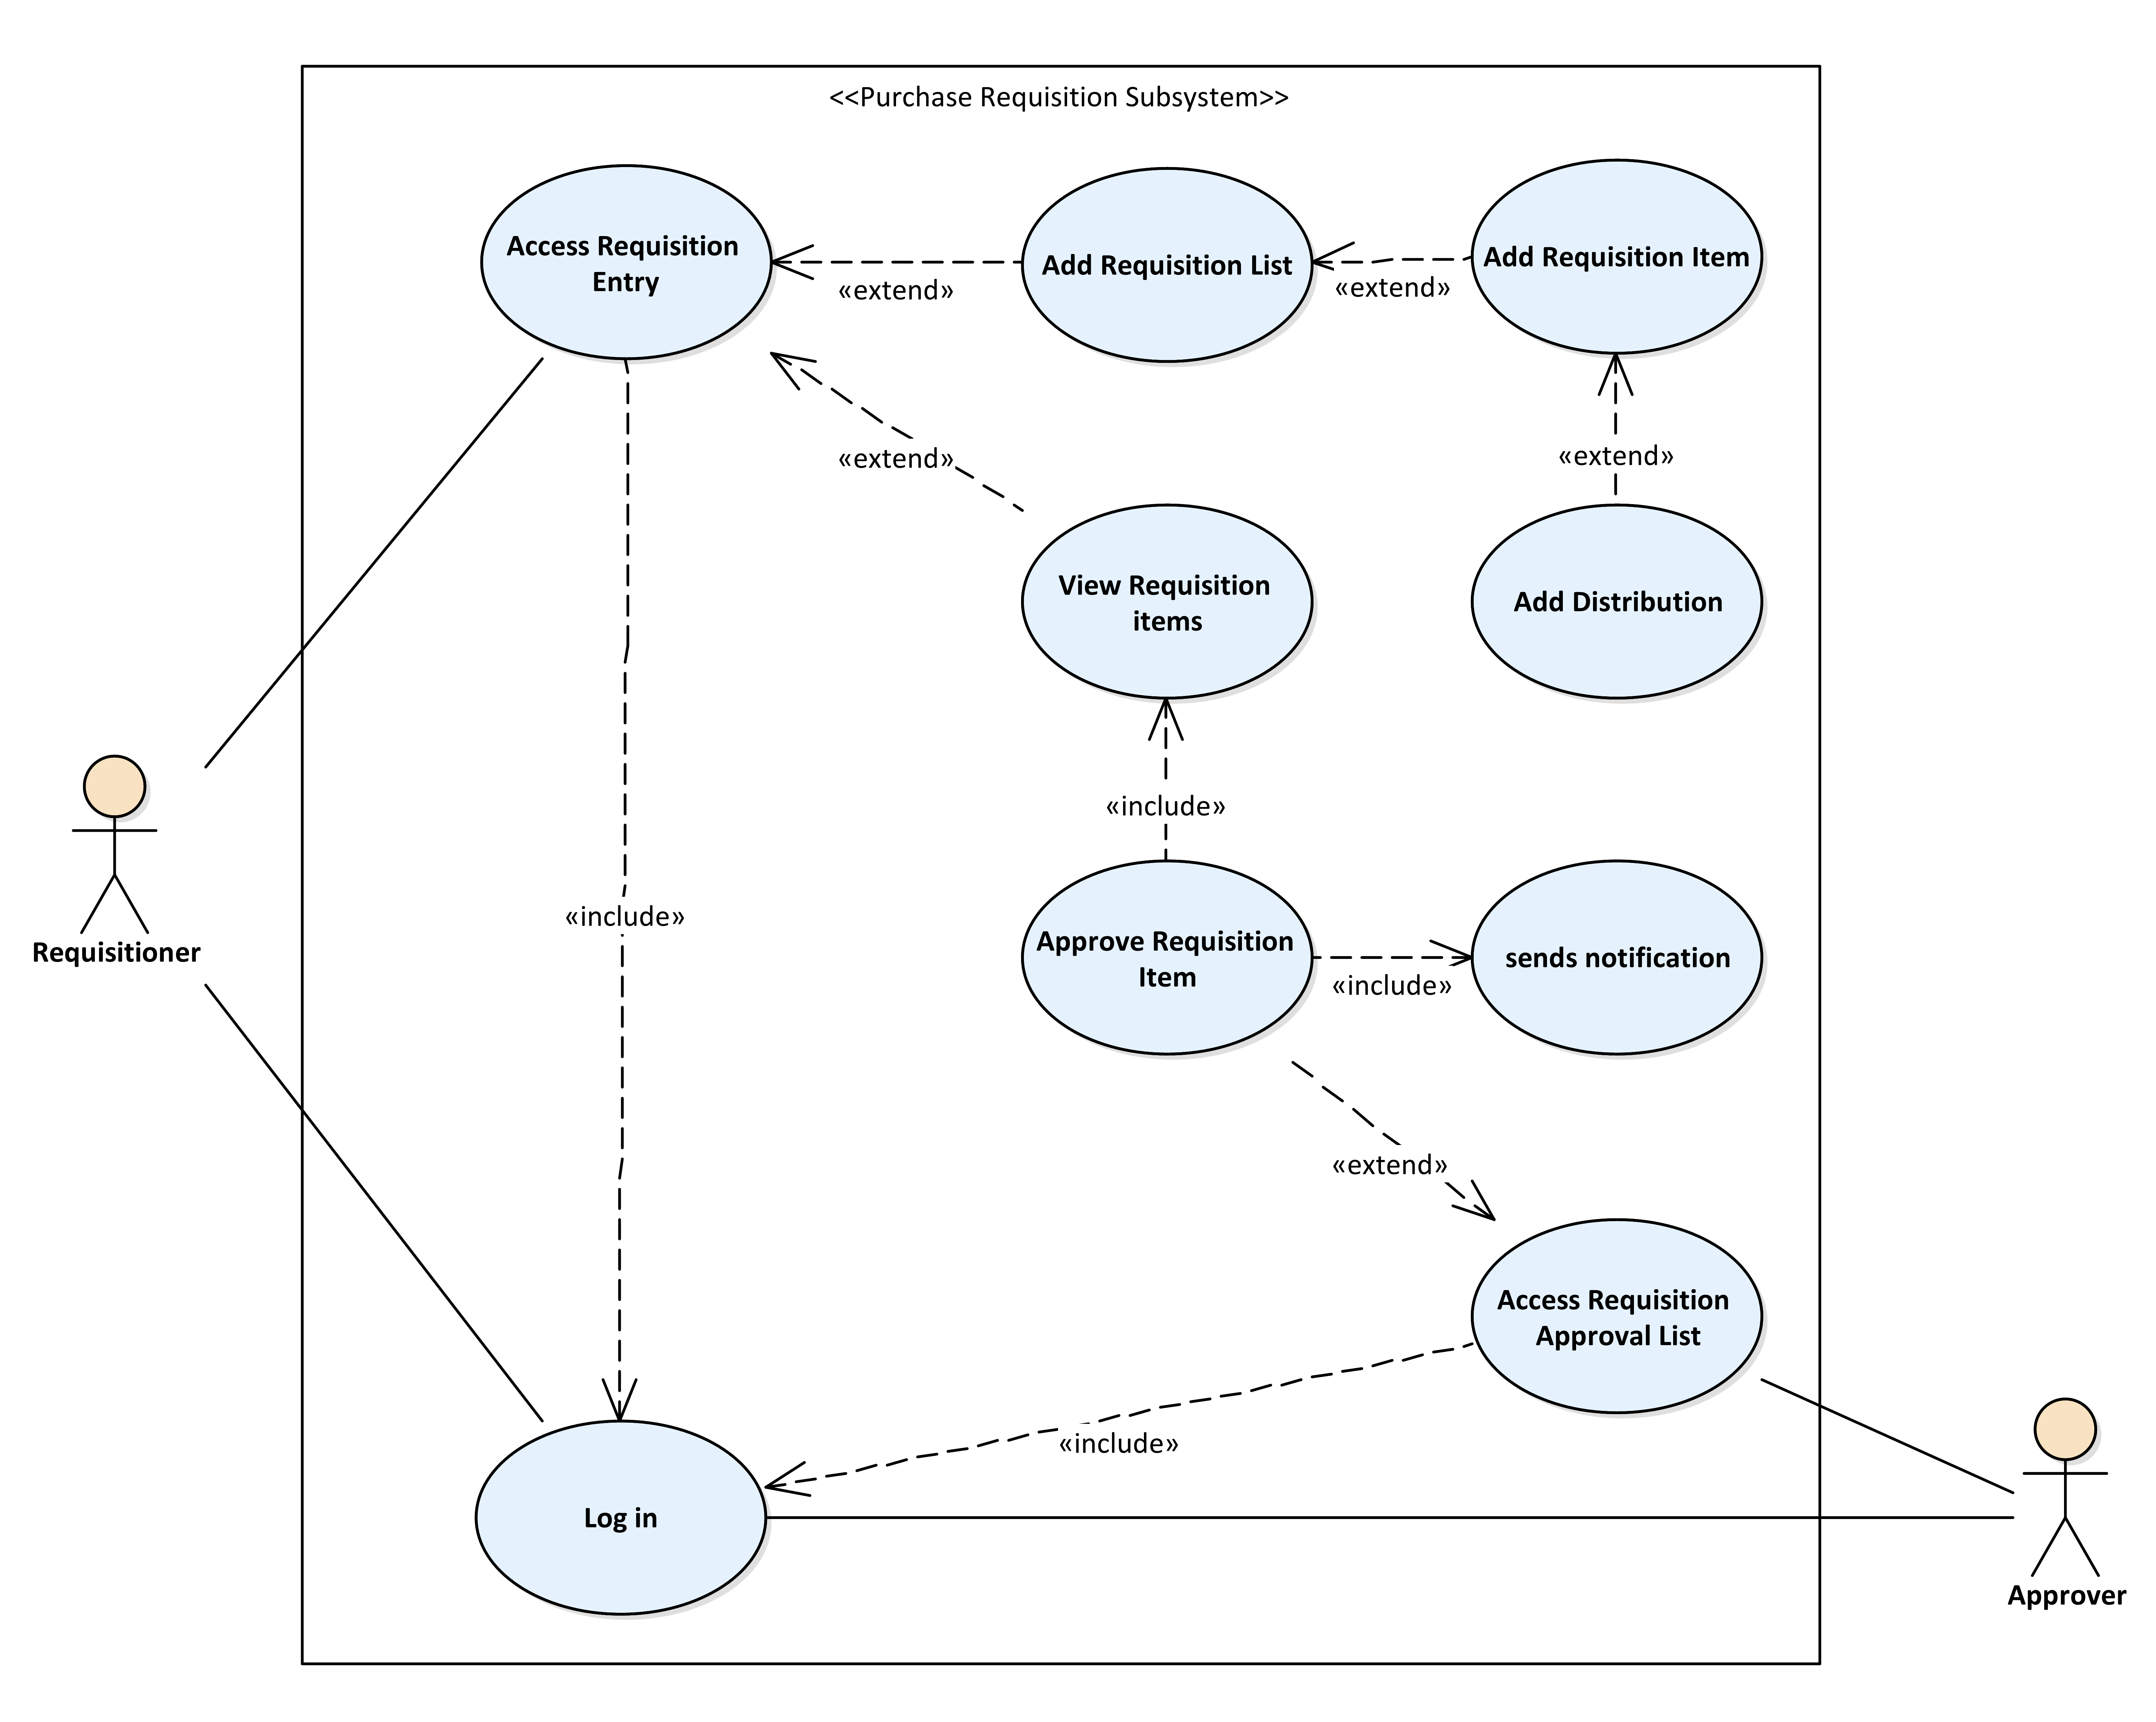 <<Purchase Requisition Subsystem>>
Access Requisition
Entry
Add Requisition List
Add Requisition Item
«extend»
«extend»
«extend»
«extend»
View Requisition
items
Add Distribution
«include»
«include»
Approve Requisition
Item
sends notification
«include»
Requisitioner
«extend»
Access Requisition
Approval List
«include»
Log in
Approver